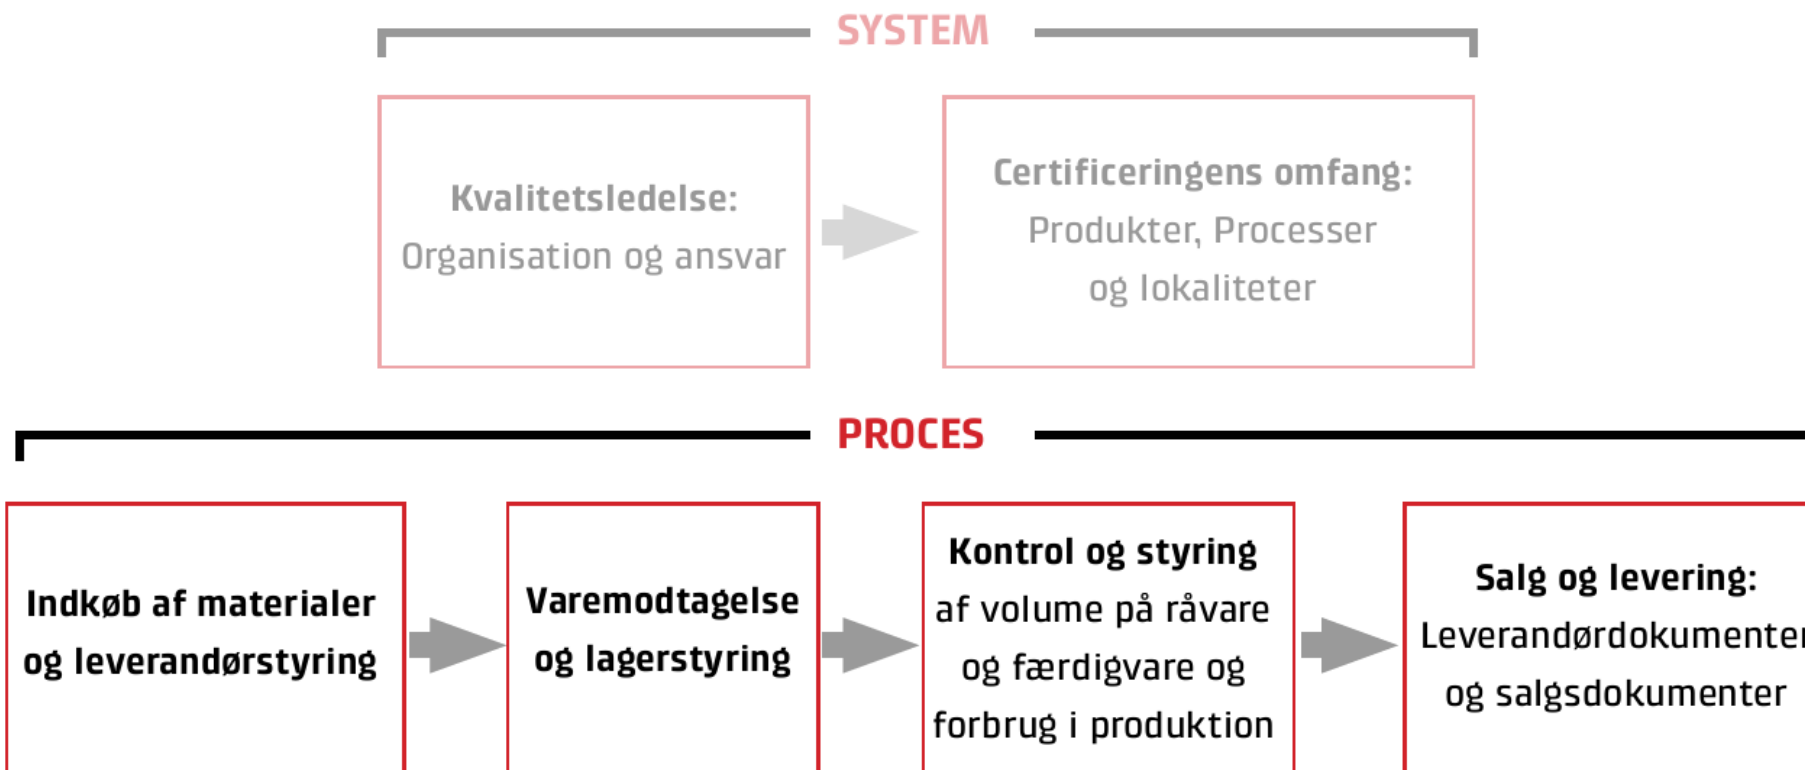 SYSTEM
Kvalitetsledelse:
Organisation og ansvar
Certificeringens omfang:
Produkter, Processer
og lokaliteter
PROCES
Indkøb af materialer
og leverandørstyring
Varemodtagelse
og lagerstyring
Kontrol og styring
af volume på råvare
og færdigvare og
forbrug i produktion
Salg og levering:
Leverandørdokumenter
og salgsdokumenter